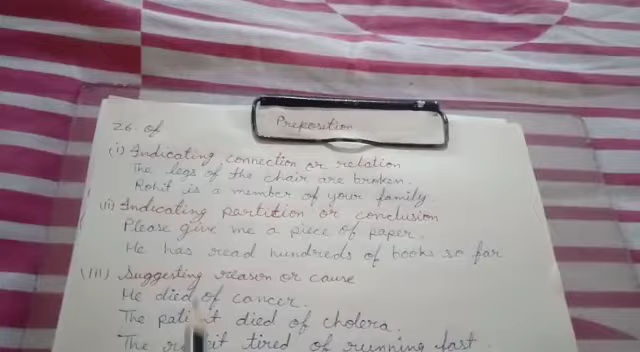 Preposition
26. of
(i) Indicating connection or relation
The legs of the chair are broken.
Rohit is a member of your family.
(ii) Indicating partition or conclusion
Please give me a piece of paper.
He has read hundreds of books so far
(III) Suggesting reason or cause
He died of cancer.
The patient died of cholera.
The tired of running fast.